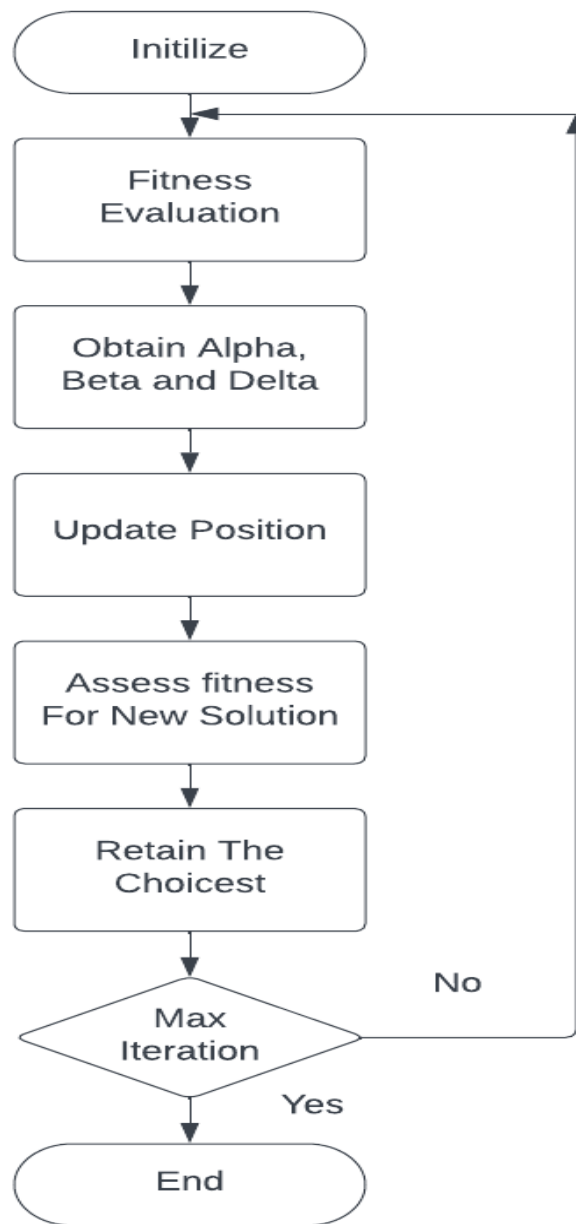 Initilize
Fitness
Evaluation
Obtain Alpha,
Beta and Delta
Update Position
Assess fitness
For New Solution
Retain The
Choicest
No
Max
Iteration
Yes
End